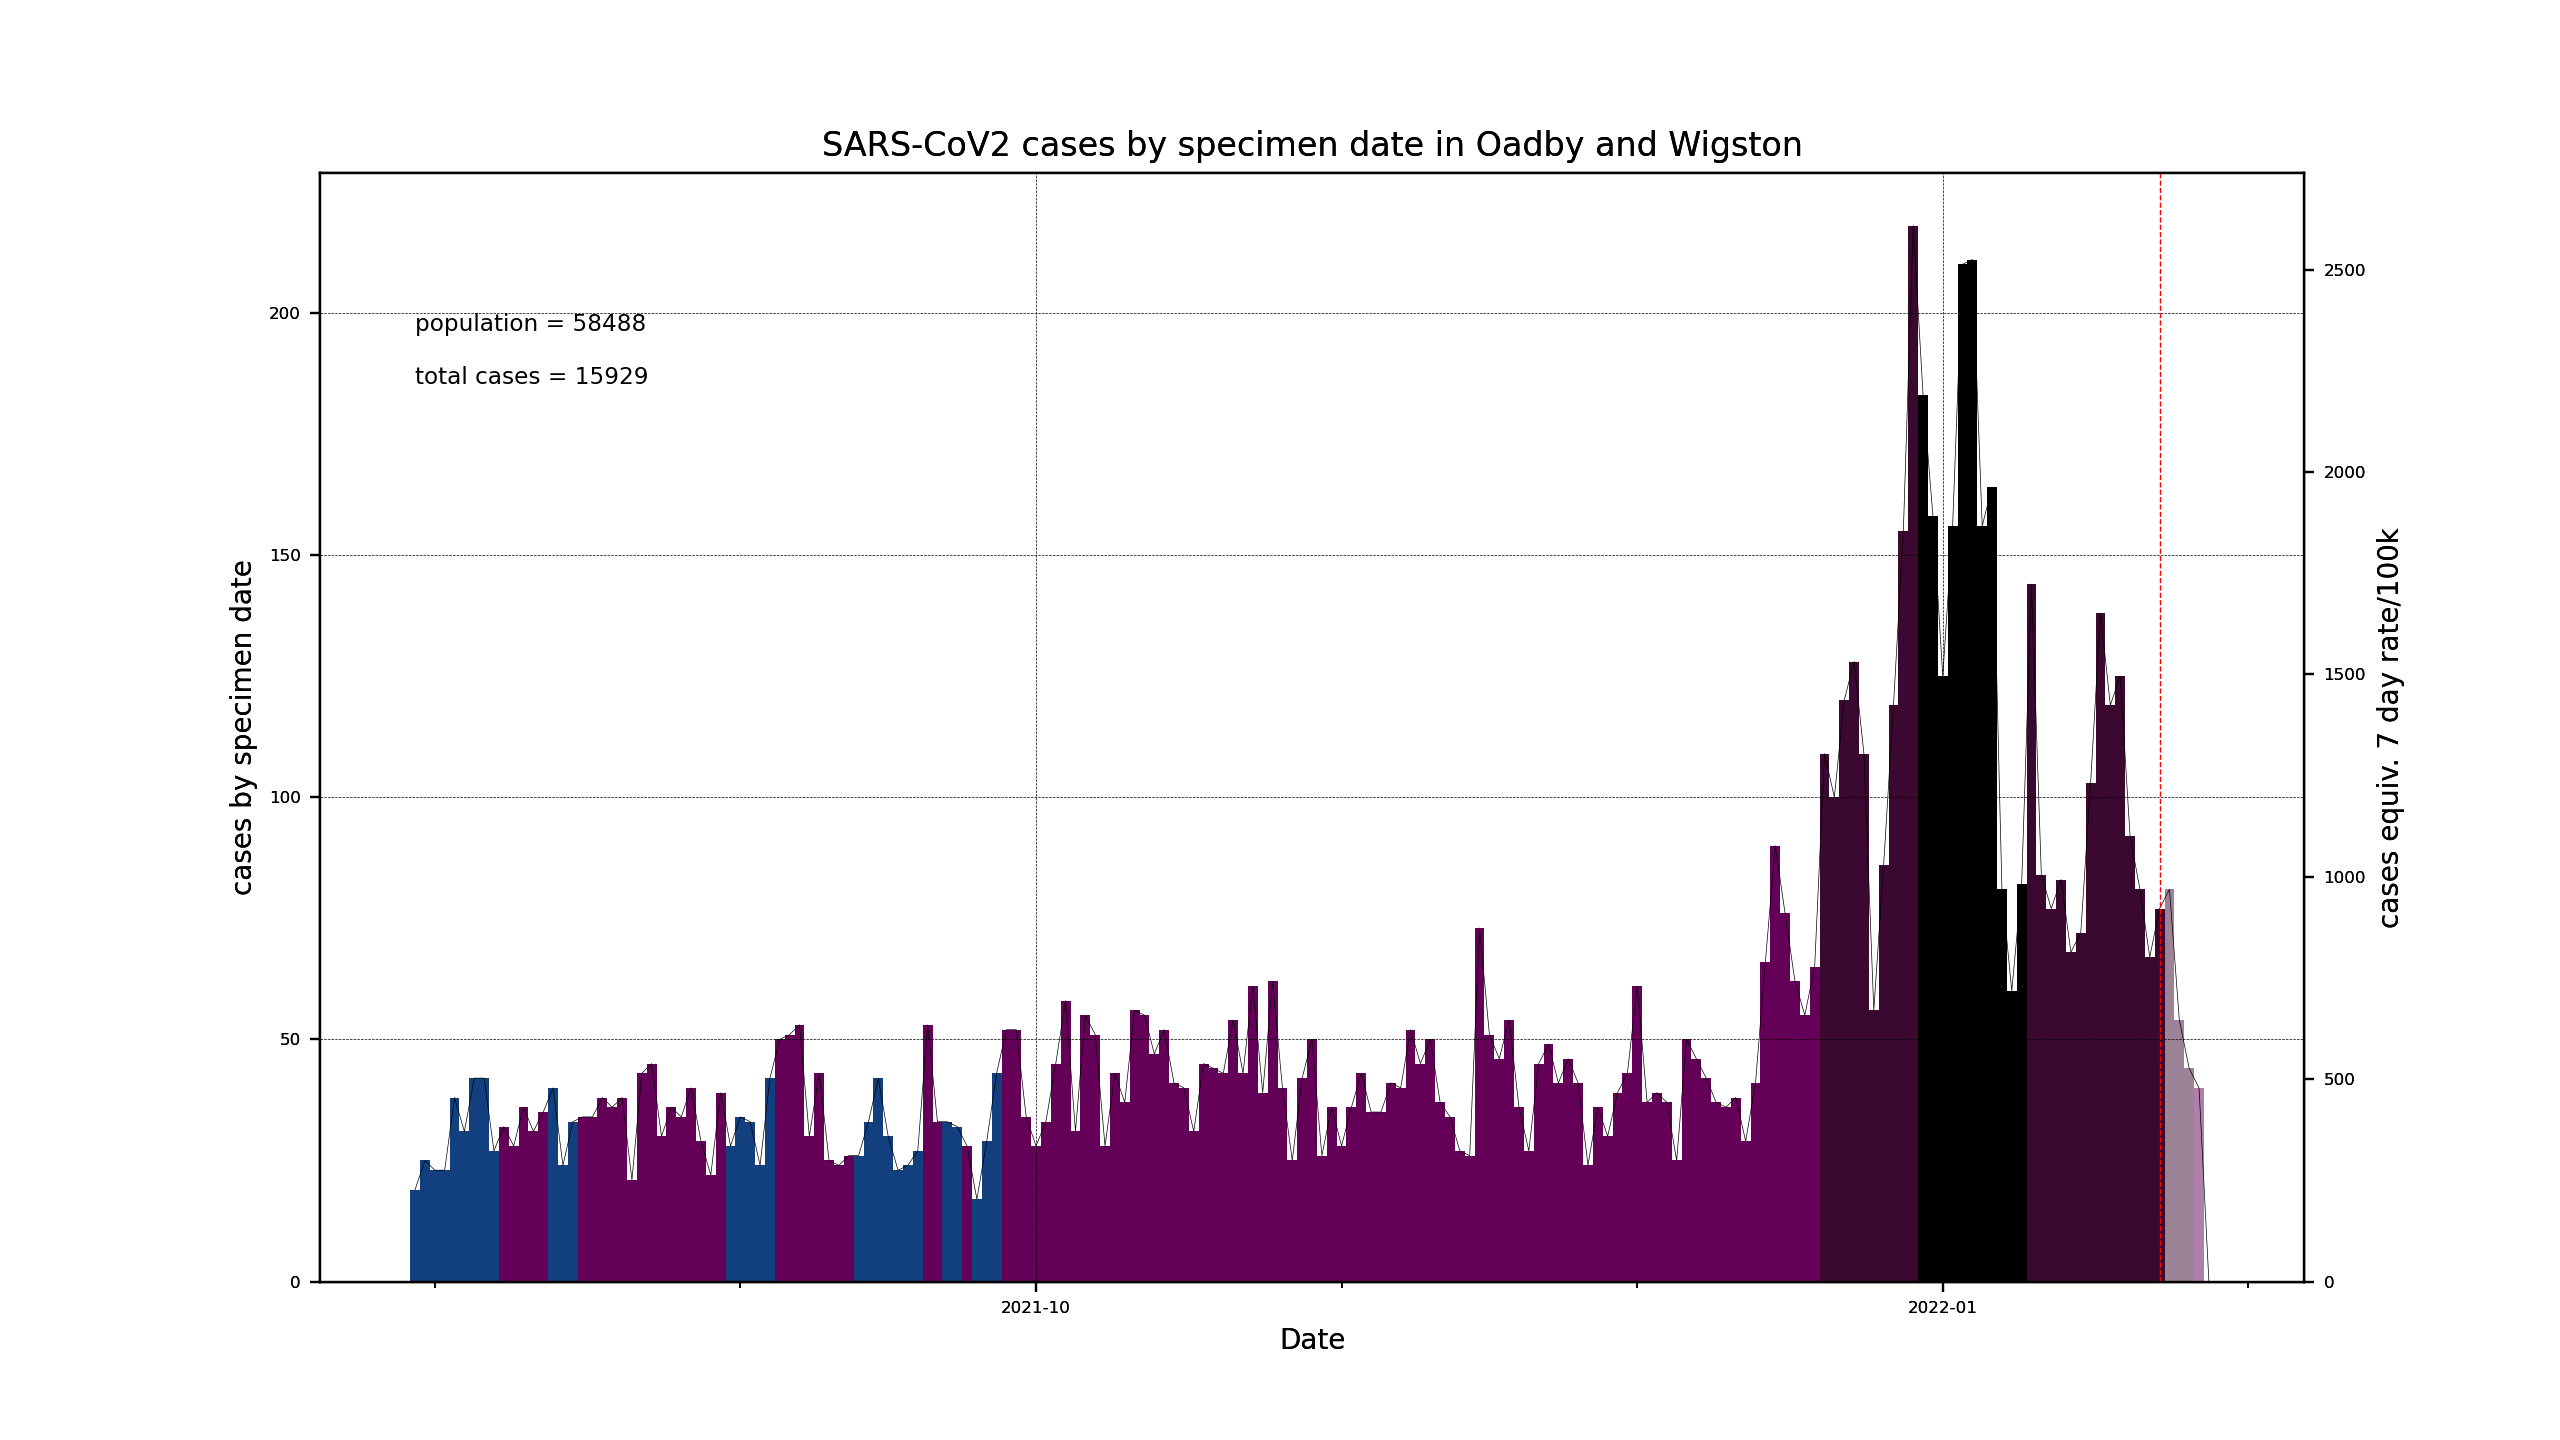 SARS-CoV2 cases by specimen date in Oadby and Wigston
population = 58488
total cases = 15929
cases by specimen date
200
150
100
50
0
2500
2000
1500
1000
500
0
cases equiv. 7 day rate/100k
2021-10
2022-01
Date